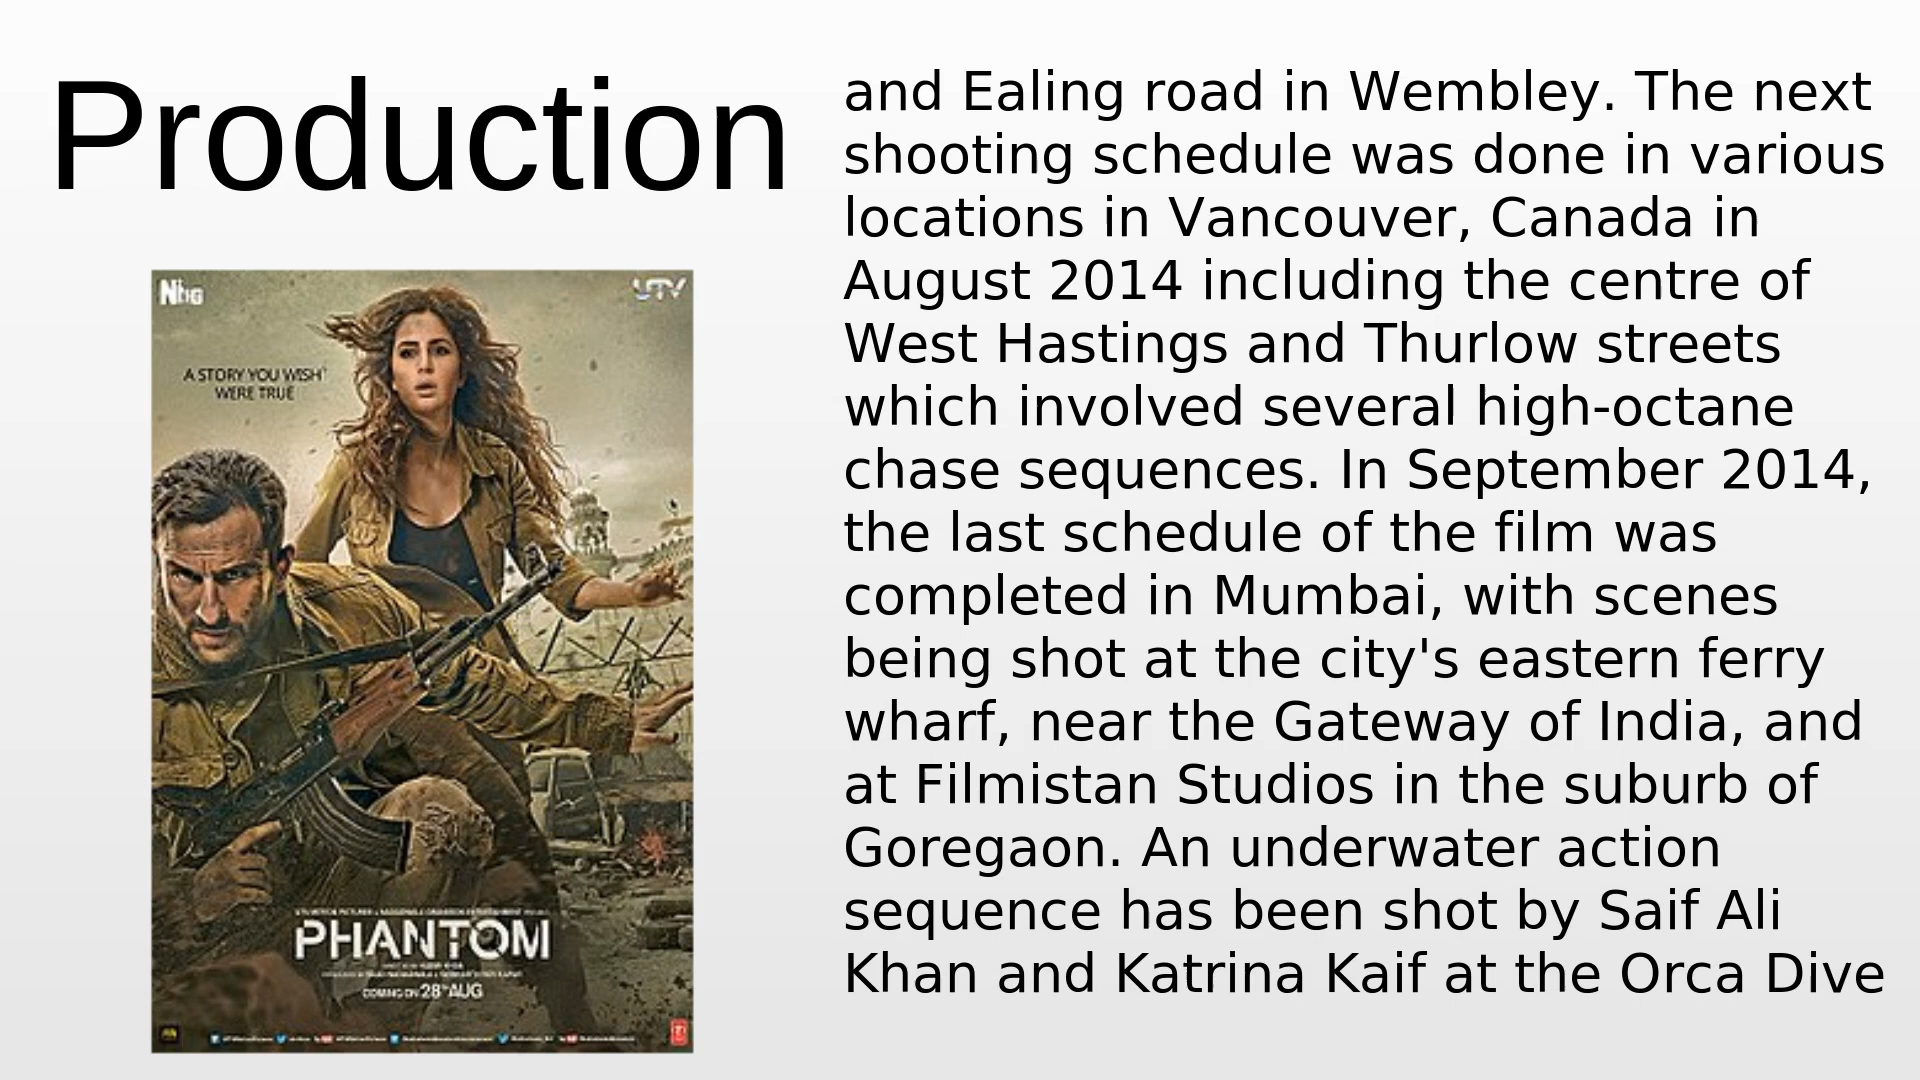 Production
NhG
UTV
A STORY YOU WISH
WERE TRUE
PHANTOM
COMING ON 28TH AUG
and Ealing road in Wembley. The next
shooting schedule was done in various
locations in Vancouver, Canada in
August 2014 including the centre of
West Hastings and Thurlow streets
which involved several high-octane
chase sequences. In September 2014,
the last schedule of the film was
completed in Mumbai, with scenes
being shot at the city's eastern ferry
wharf, near the Gateway of India, and
at Filmistan Studios in the suburb of
Goregaon. An underwater action
sequence has been shot by Saif Ali
Khan and Katrina Kaif at the Orca Dive